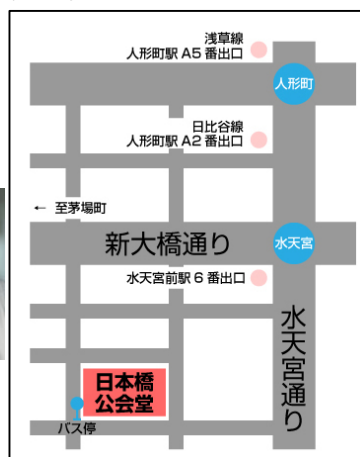 浅草線
人形町駅 A5 番出口
人形町
日比谷線
人形町駅 A2 番出口
← 至茅場町
新大橋通り
水天宮
水天宮前駅 6 番出口
水天宮通り
日本橋
公会堂
バス停